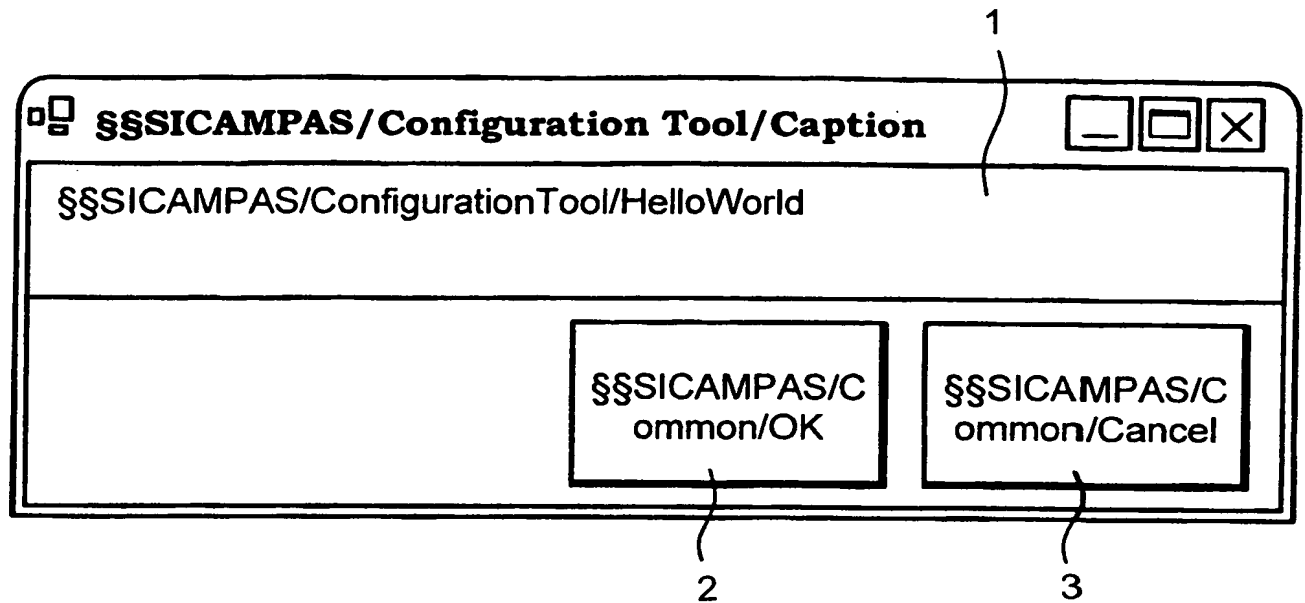 1
§§SICAMPAS/Configuration Tool/Caption
§§SICAMPAS/ConfigurationTool/HelloWorld
§§SICAMPAS/C
ommon/OK
§§SICAMPAS/C
ommon/Cancel
2
3